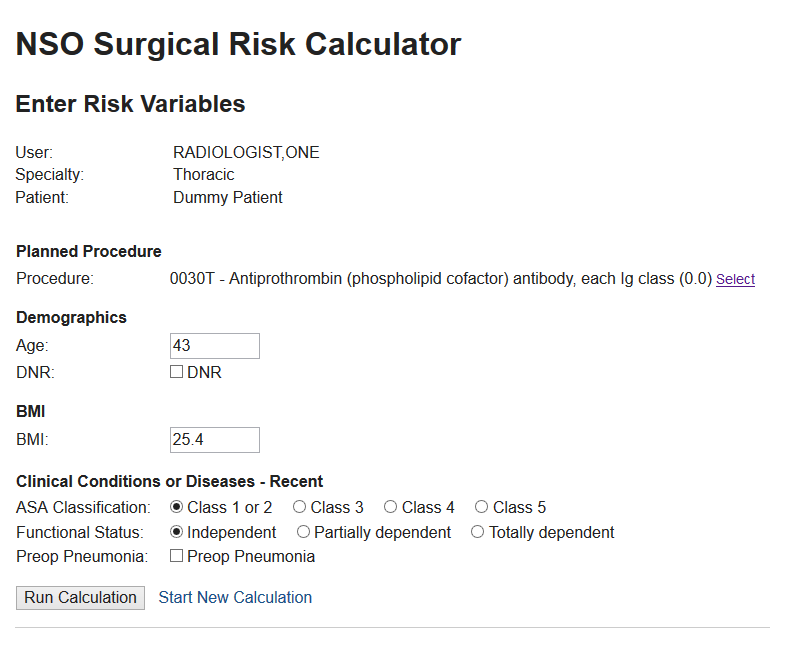 NSO Surgical Risk Calculator
Enter Risk Variables
User: RADIOLOGIST,ONE
Specialty: Thoracic
Patient: Dummy Patient
Planned Procedure
Procedure: 0030T - Antiprothrombin (phospholipid cofactor) antibody, each Ig class (0.0) Select
Demographics
Age: 43
DNR: DNR
BMI
BMI: 25.4
Clinical Conditions or Diseases - Recent
ASA Classification: Class 1 or 2 Class 3 Class 4 Class 5
Functional Status: Independent Partially dependent Totally dependent
Preop Pneumonia: Preop Pneumonia
Run Calculation Start New Calculation